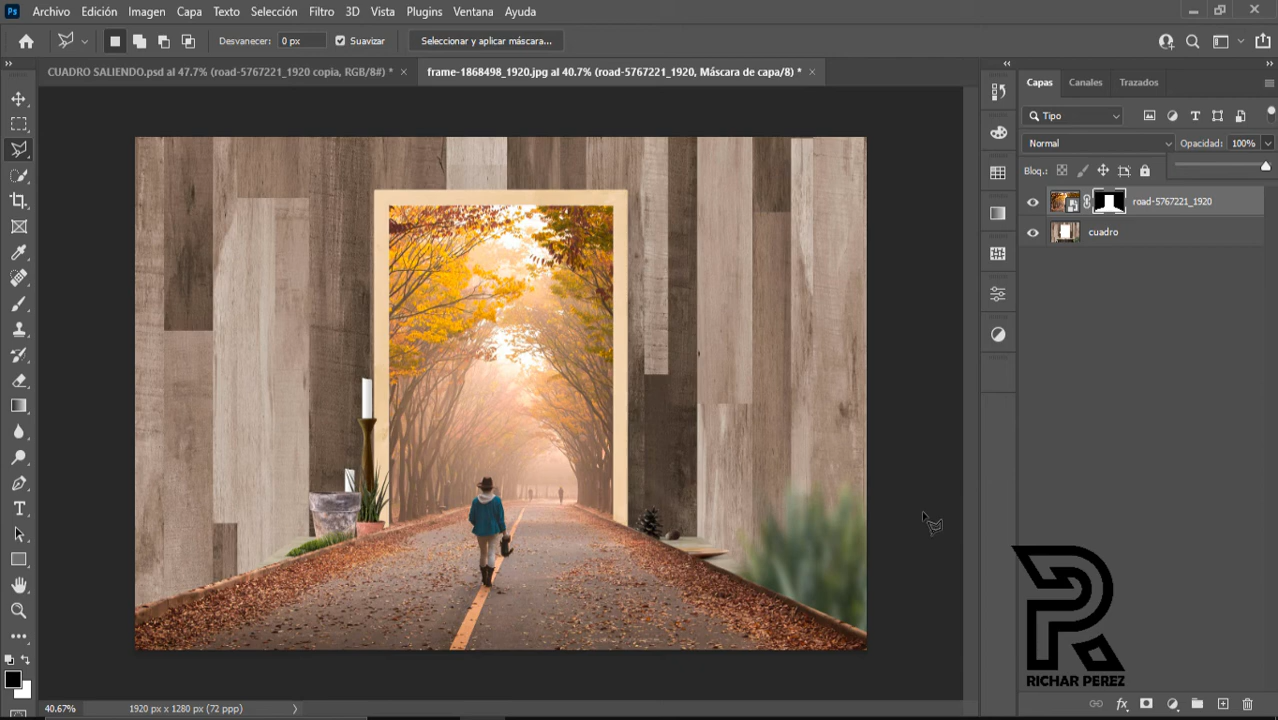 Ps Archivo Edición Imagen Capa Texto Selección Filtro 3D Vista Plugins Ventana Ayuda
Desvanecer: 0 px Suavizar Seleccionar y aplicar máscara...
CUADRO SALIENDO.psd al 47.7% (road-5767221_1920 copia, RGB/8#) * ×
frame-1868498_1920.jpg al 40.7% (road-5767221_1920, Máscara de capa/8) * ×
Capas Canales Trazados
Tipo
Normal Opacidad: 100%
Bloq.:
road-5767221_1920
cuadro
RICHAR PEREZ
40.67% 1920 px x 1280 px (72 ppp)